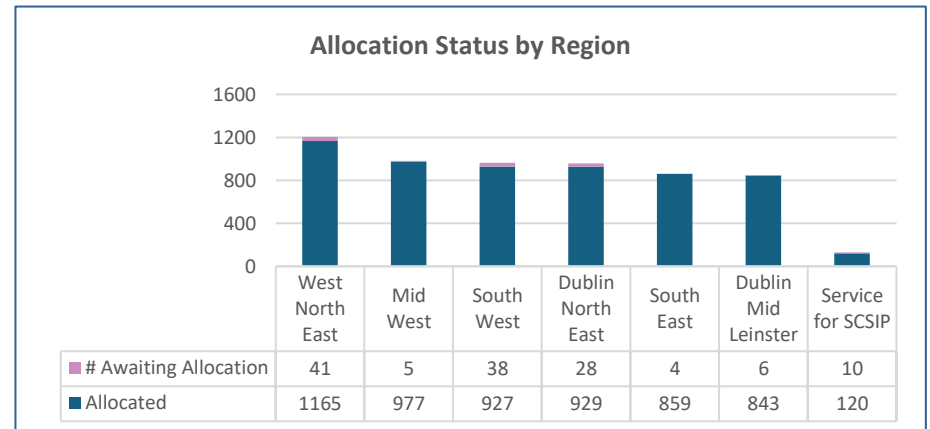 Allocation Status by Region
1600
1200
800
400
0
West North East
Mid West
South West
Dublin North East
South East
Dublin Mid Leinster
Service for SCSIP
# Awaiting Allocation 41 5 38 28 4 6 10
Allocated 1165 977 927 929 859 843 120